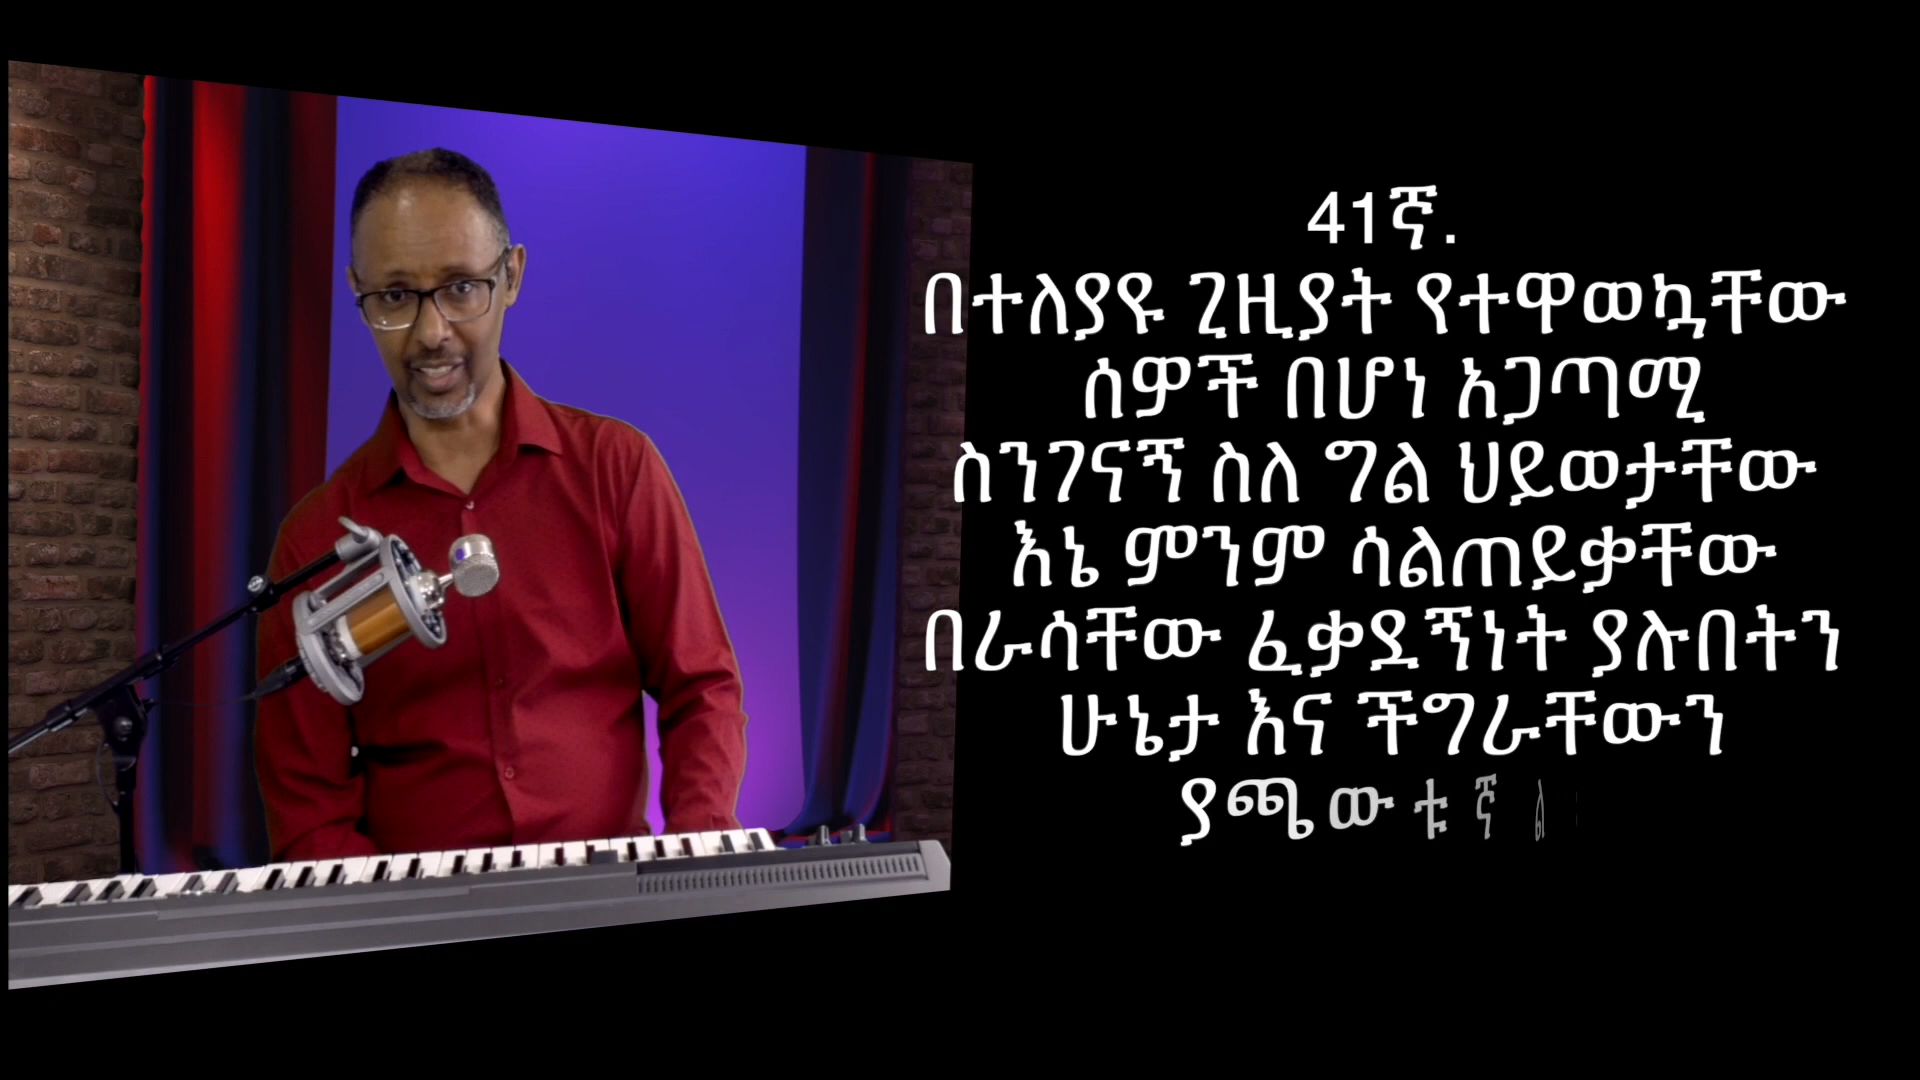 41ኛ.
በተለያዩ ጊዚያት የተዋወኳቸው
ሰዎች በሆነ አጋጣሚ
ስንገናኝ ስለ ግል ህይወታቸው
እኔ ምንም ሳልጠይቃቸው
በራሳቸው ፈቃደኝነት ያሉበትን
ሁኔታ እና ችግራቸውን
ያጫውቱኛል